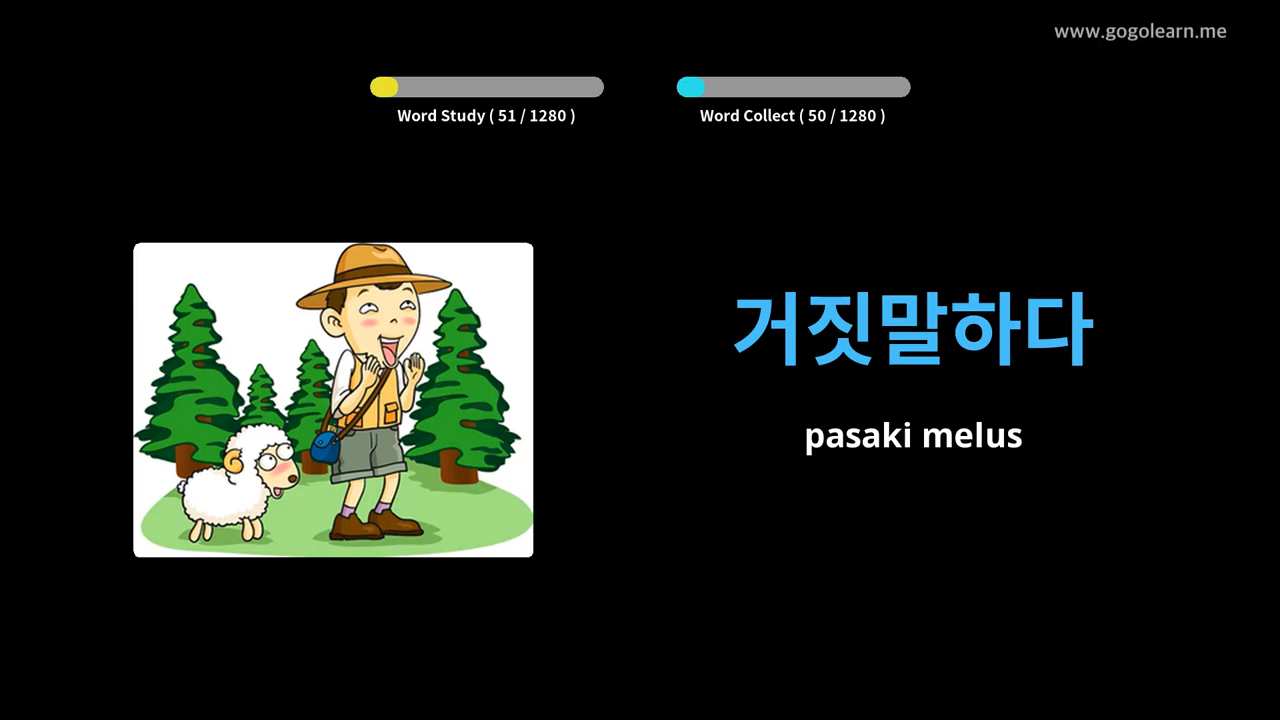 www.gogolearn.me
Word Study ( 51 / 1280 )
Word Collect ( 50 / 1280 )
거짓말하다
pasaki melus